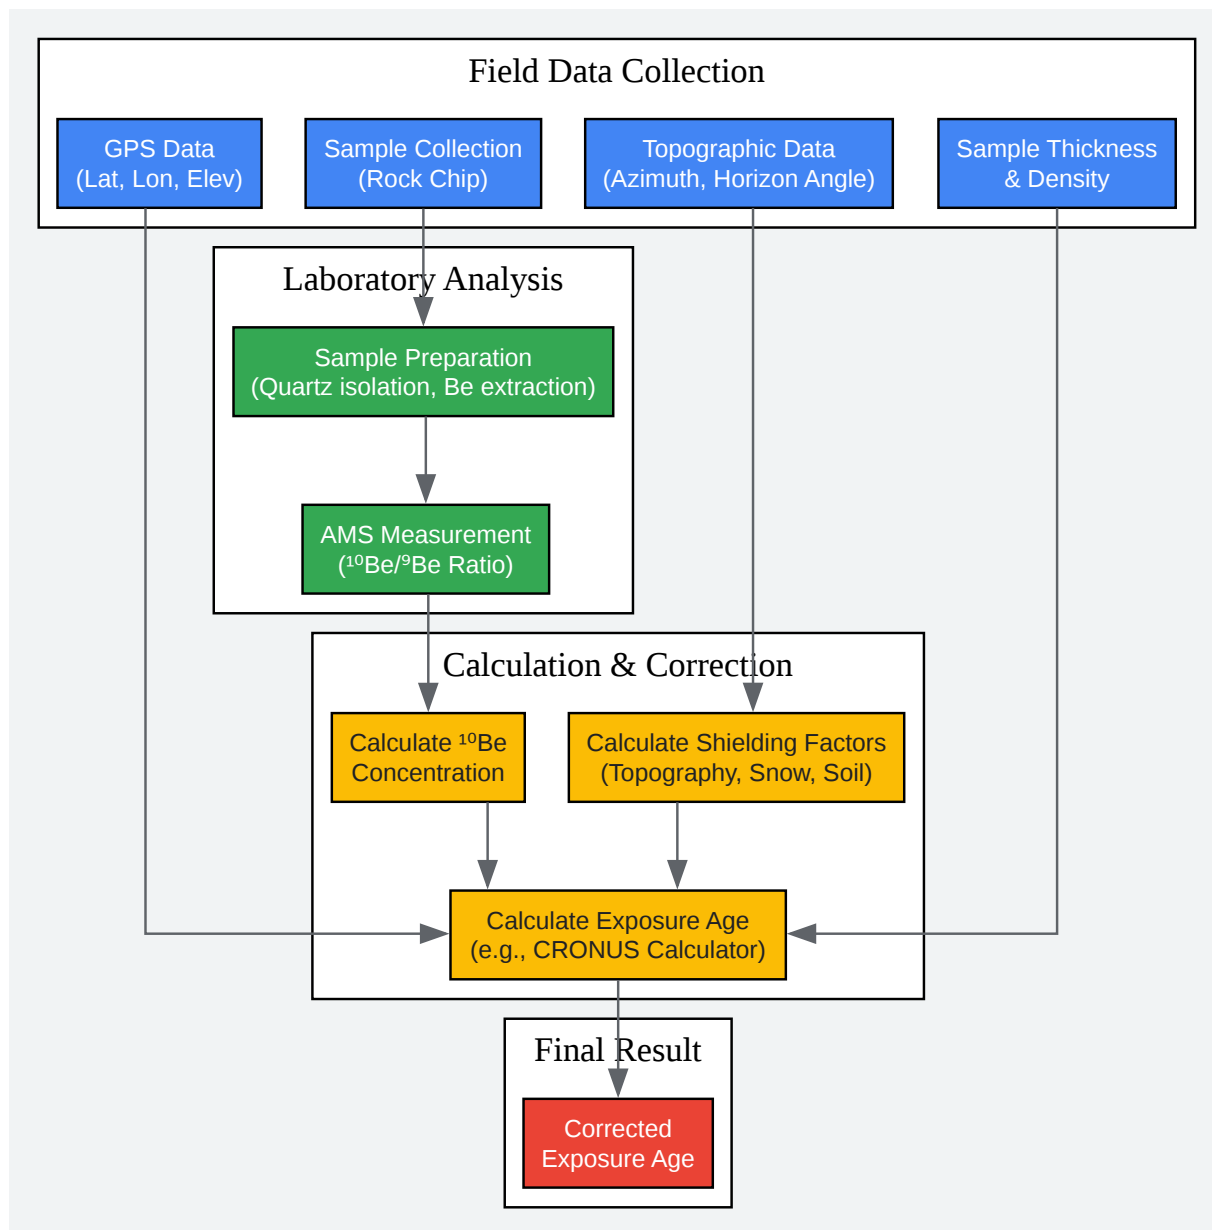 Field Data Collection
GPS Data
(Lat, Lon, Elev)
Sample Collection
(Rock Chip)
Topographic Data
(Azimuth, Horizon Angle)
Sample Thickness
& Density
Laboratory Analysis
Sample Preparation
(Quartz isolation, Be extraction)
AMS Measurement
(¹⁰Be/⁹Be Ratio)
Calculation & Correction
Calculate ¹⁰Be
Concentration
Calculate Shielding Factors
(Topography, Snow, Soil)
Calculate Exposure Age
(e.g., CRONUS Calculator)
Final Result
Corrected
Exposure Age